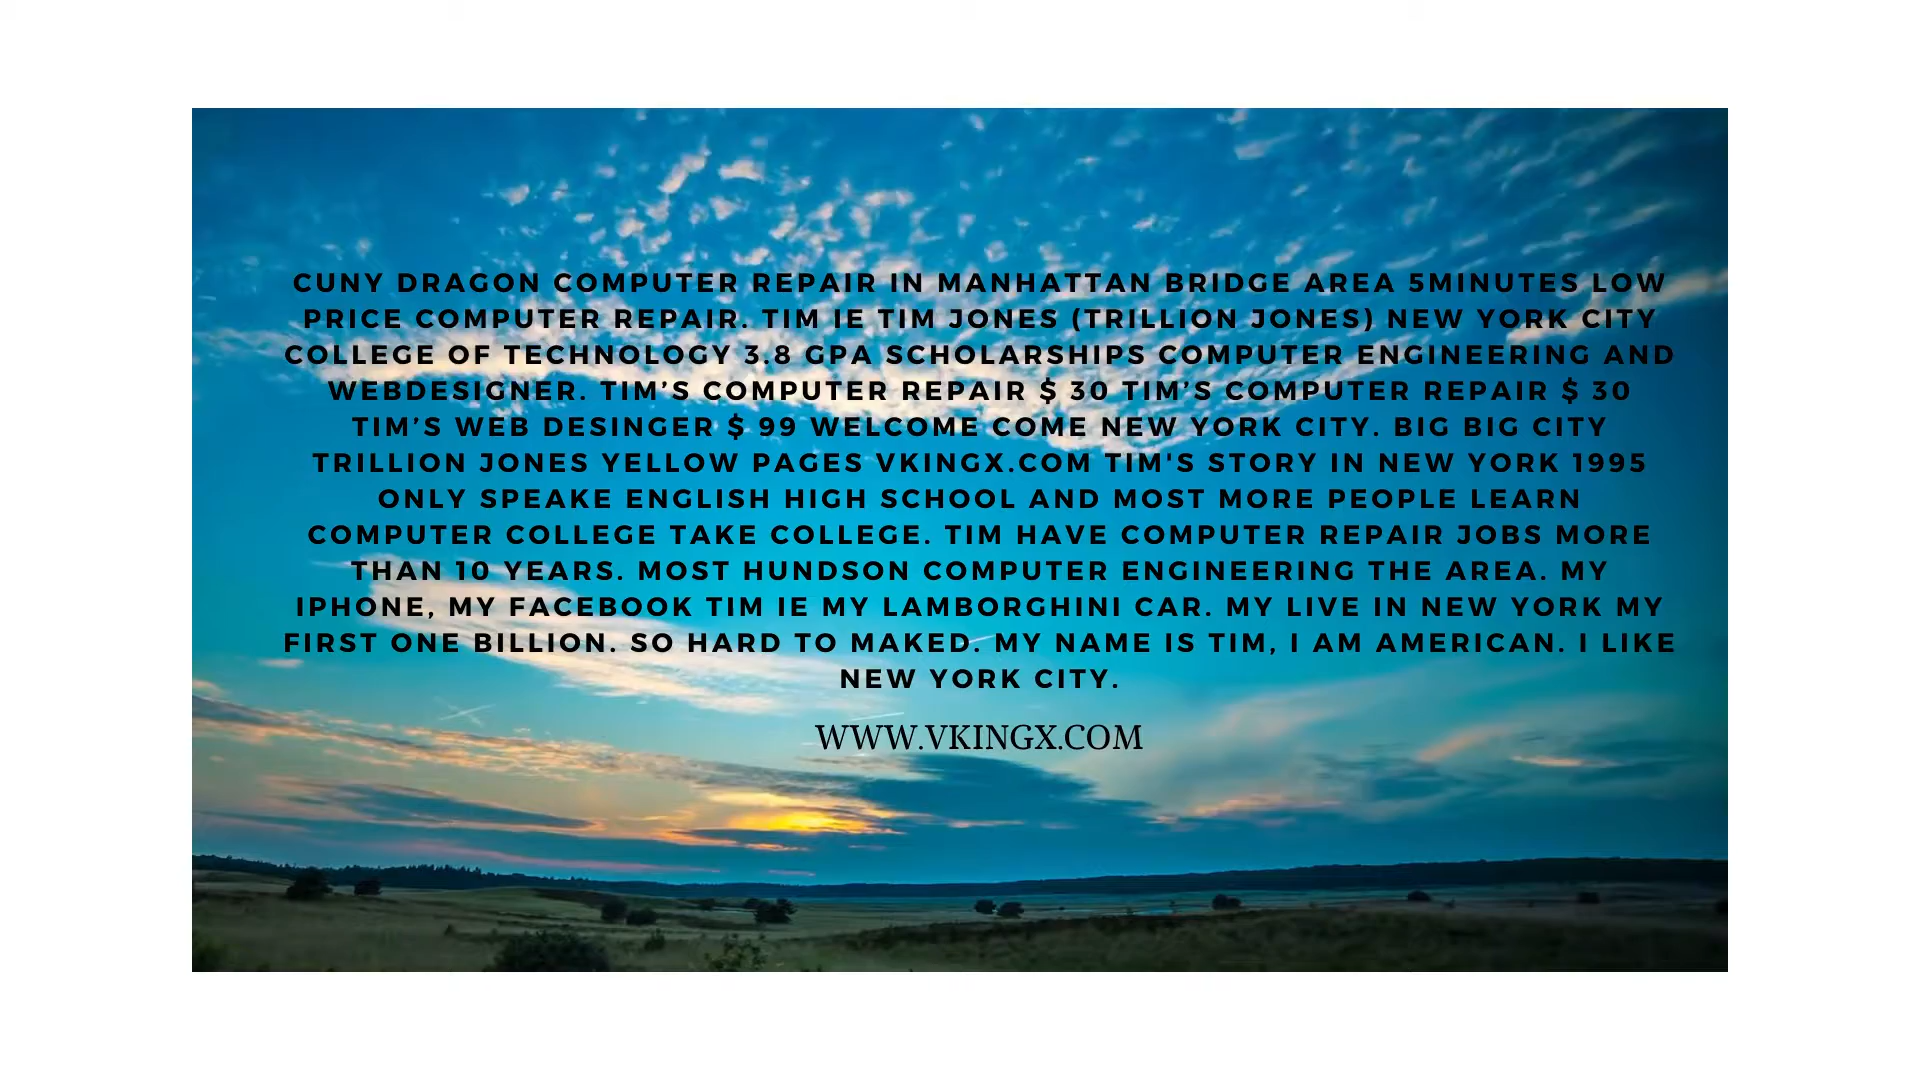 CUNY DRAGON COMPUTER REPAIR IN MANHATTAN BRIDGE AREA 5MINUTES LOW
PRICE COMPUTER REPAIR. TIM IE TIM JONES (TRILLION JONES) NEW YORK CITY
COLLEGE OF TECHNOLOGY 3.8 GPA SCHOLARSHIPS COMPUTER ENGINEERING AND
WEBDESIGNER. TIM’S COMPUTER REPAIR $ 30 TIM’S COMPUTER REPAIR $ 30
TIM’S WEB DESINGER $ 99 WELCOME COME NEW YORK CITY. BIG BIG CITY
TRILLION JONES YELLOW PAGES VKINGX.COM TIM'S STORY IN NEW YORK 1995
ONLY SPEAKE ENGLISH HIGH SCHOOL AND MOST MORE PEOPLE LEARN
COMPUTER COLLEGE TAKE COLLEGE. TIM HAVE COMPUTER REPAIR JOBS MORE
THAN 10 YEARS. MOST HUNDSON COMPUTER ENGINEERING THE AREA. MY
IPHONE, MY FACEBOOK TIM IE MY LAMBORGHINI CAR. MY LIVE IN NEW YORK MY
FIRST ONE BILLION. SO HARD TO MAKED. MY NAME IS TIM, I AM AMERICAN. I LIKE
NEW YORK CITY.
WWW.VKINGX.COM